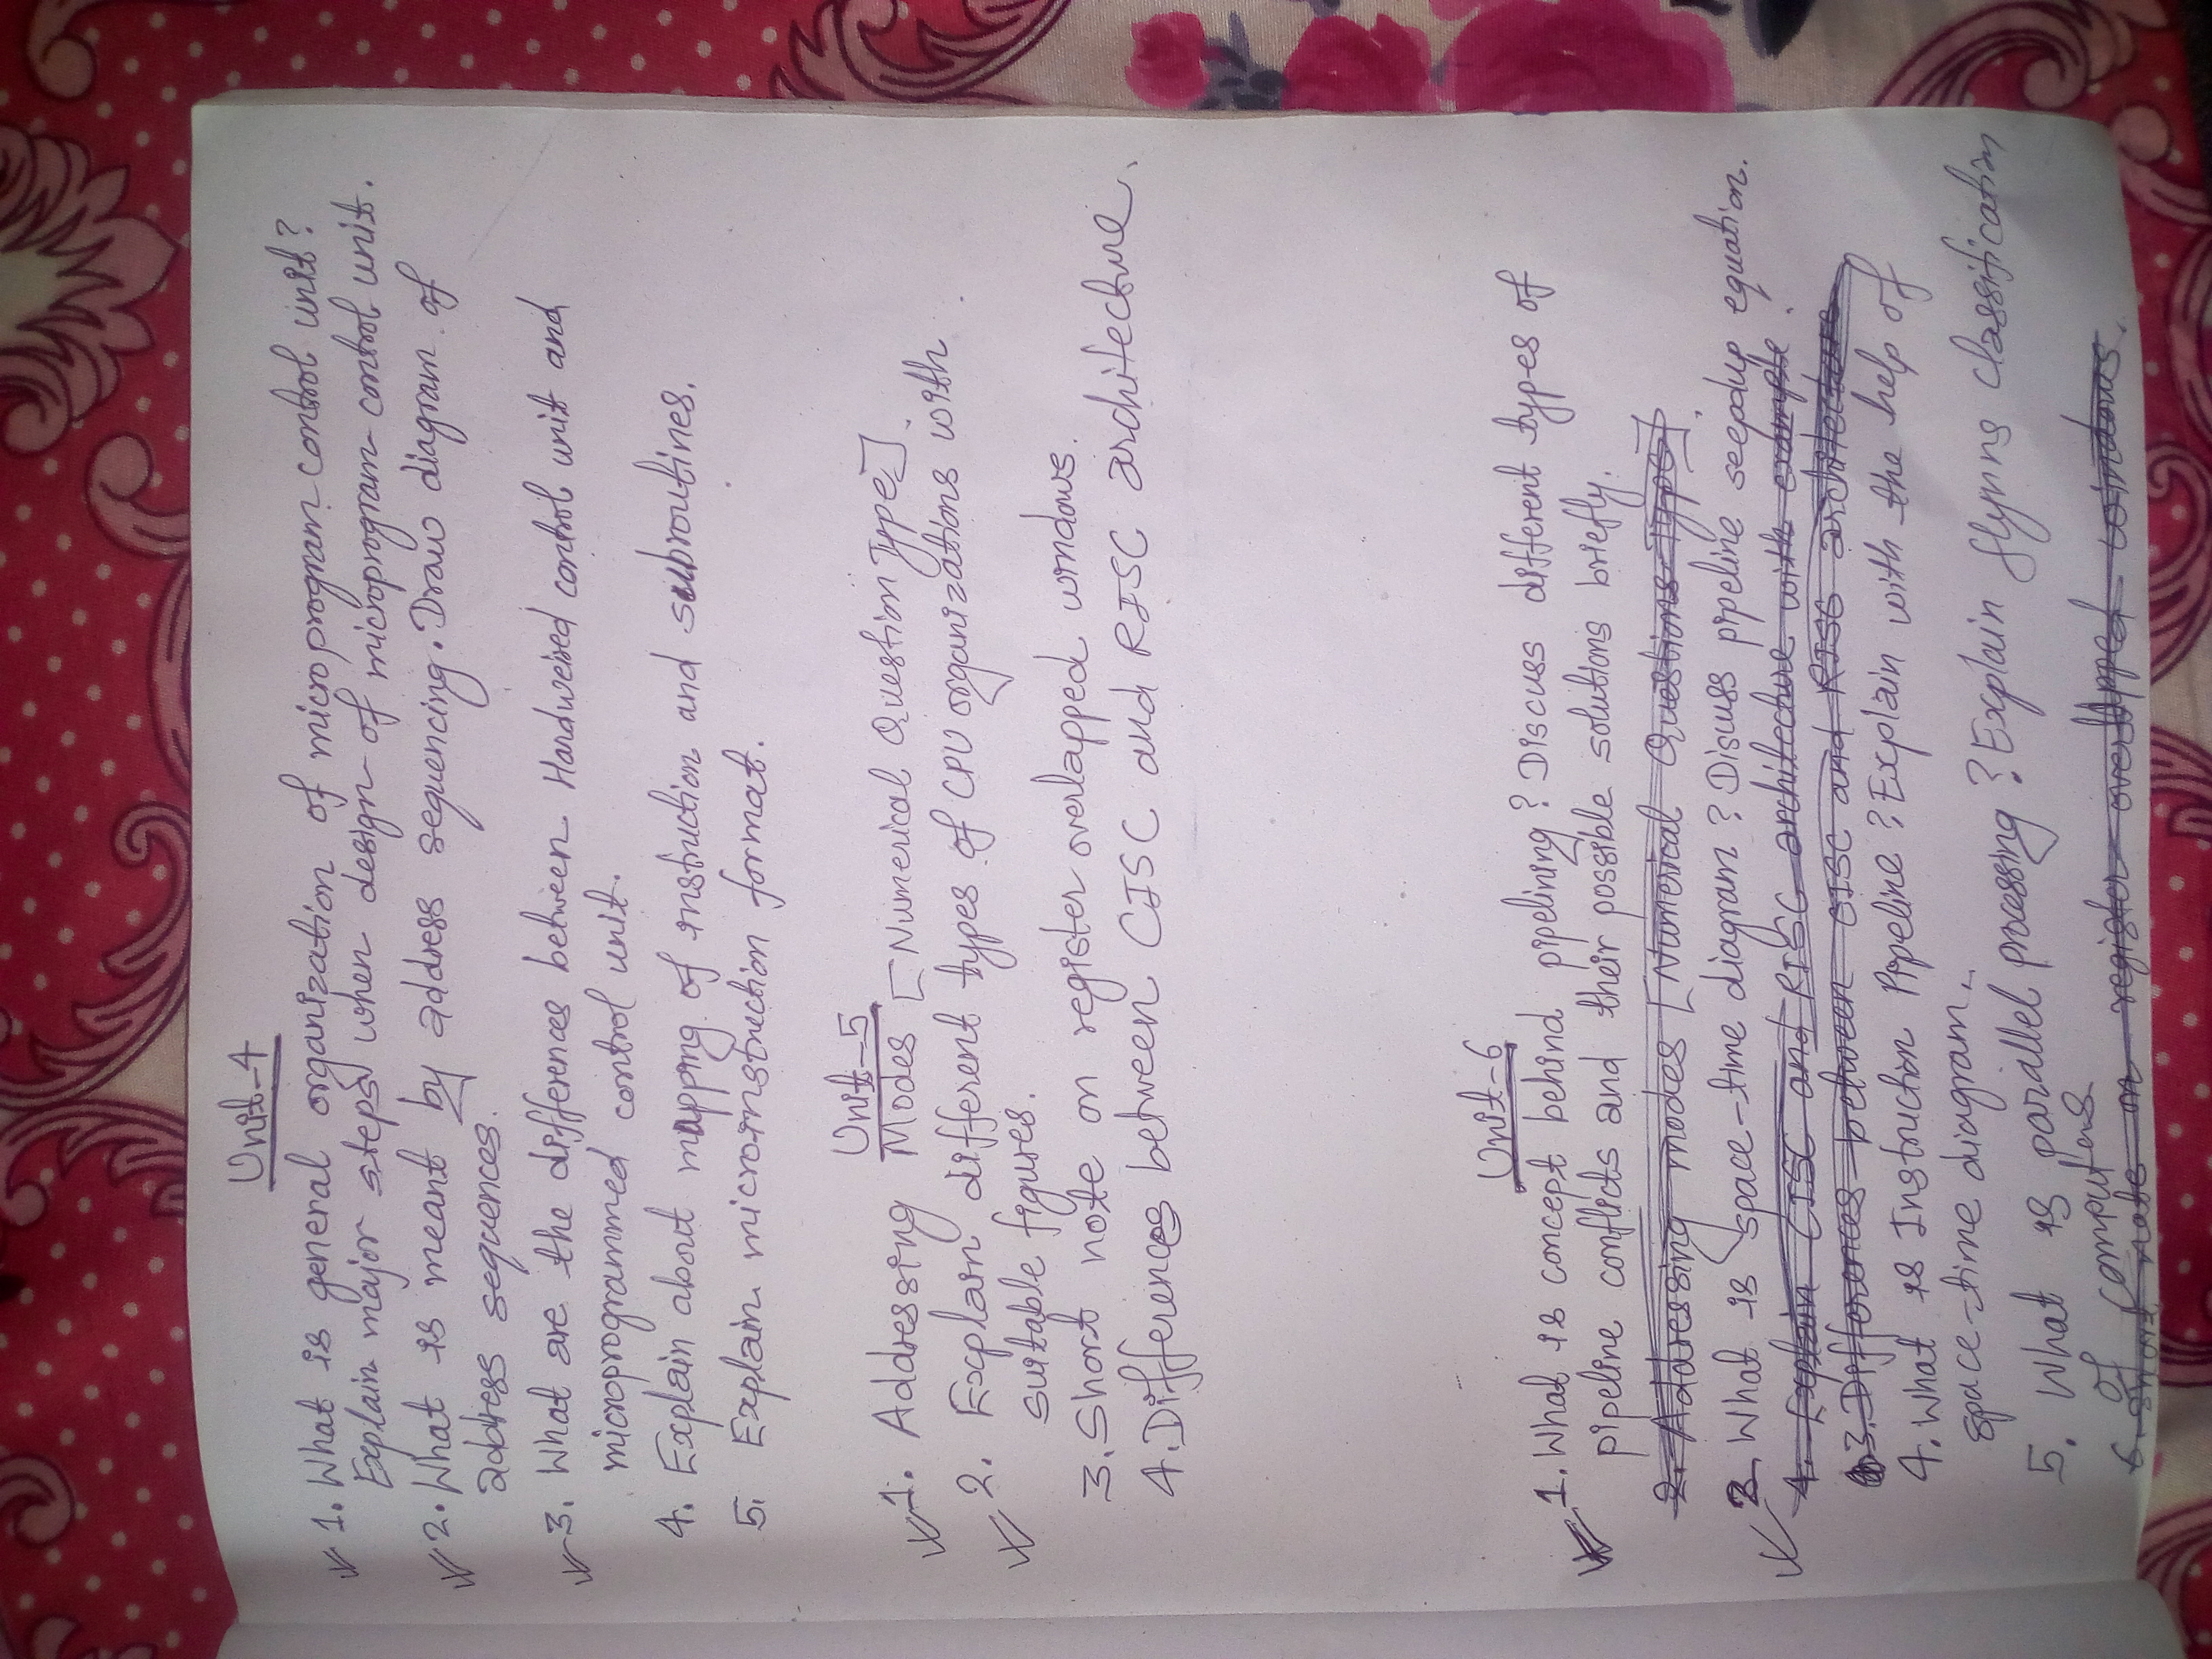 Unit-4
1. What is general organization of microprogram control unit?
Explain major steps when design of microprogram control unit.
2. What is meant by address sequencing. Draw diagram of
address sequences.
3. What are the differences between Hardweired control unit and
microprogrammed control unit.
4. Explain about mapping of instruction and subroutines.
5. Explain microinstruction format.
Unit-5
1. Addressing Modes [Numerical Question Type].
2. Explain different types of CPU organizations with
suitable figures.
3. Short note on register overlapped windows.
4. Differences between CISC and RISC architecture.
Unit-6
1. What is concept behind pipelining? Discuss different types of
pipeline conflicts and their possible solutions briefly.
2. Addressing modes [Numerical Questions Type].
2. What is space-time diagram? Disuss pipeline seepdup equation.
4. Explain CISC and RISC architecture with example.
3. Differences between CISC and RISC architecture
4. What is Instruction Pipeline? Explain with the help of
space-time diagram.
5. What is parallel processing? Explain flynns classification
of computers
6. Short note on register overlapped windows.